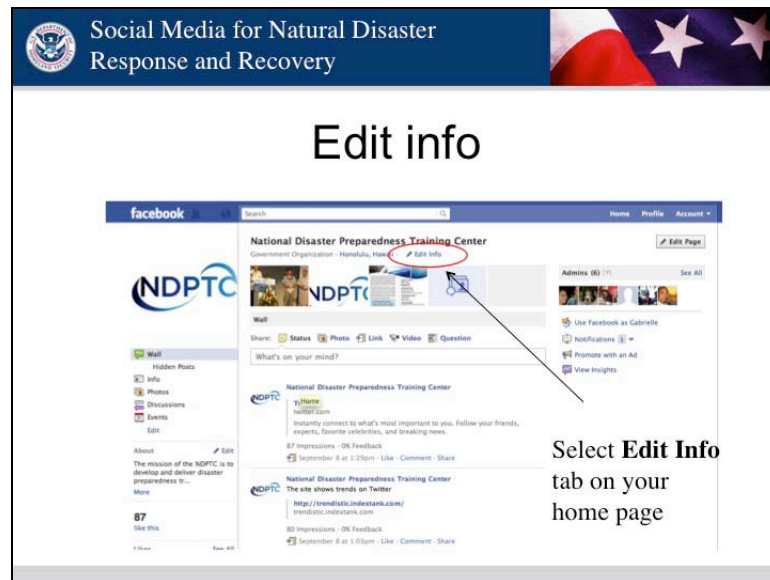 Social Media for Natural Disaster
Response and Recovery
Edit info
facebook
Search
Home Profile Account
National Disaster Preparedness Training Center
Government Organization · Honolulu, Hawaii · Edit Info
Edit Page
NDPTC
NDPTC
Wall
Share: Status Photo Link Video Question
What's on your mind?
Admins (6) [?] See All
Use Facebook as Gabrielle
Notifications 1
Promote with an Ad
View Insights
Wall
Hidden Posts
Info
Photos
Discussions
Events
Edit
About Edit
The mission of the NDPTC is to
develop and deliver disaster
preparedness tr...
More
87
like this
Likes See All
NDPTC
National Disaster Preparedness Training Center
Home
twitter.com
Instantly connect to what's most important to you. Follow your friends,
experts, favorite celebrities, and breaking news.
87 Impressions · 0% Feedback
September 8 at 1:29pm · Like · Comment · Share
NDPTC
National Disaster Preparedness Training Center
The site shows trends on Twitter
http://trendistic.indextank.com/
trendistic.indextank.com
80 Impressions · 0% Feedback
September 8 at 1:03pm · Like · Comment · Share
Select Edit Info
tab on your
home page